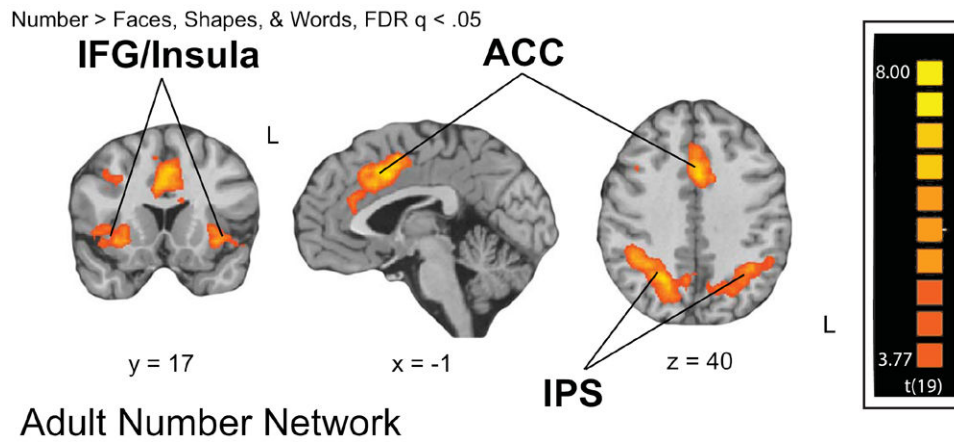 Number > Faces, Shapes, & Words, FDR q < .05
IFG/Insula
ACC
L
8.00
L
y = 17
x = -1
z = 40
3.77
IPS
t(19)
Adult Number Network